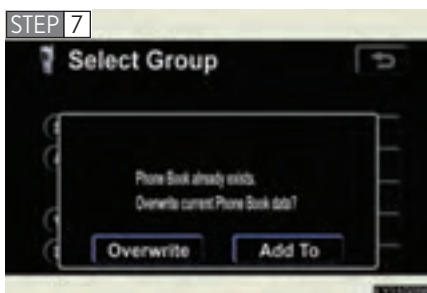 STEP 7
Select Group
Phone Book already exists.
Overwrite current Phone Book data?
Overwrite
Add To